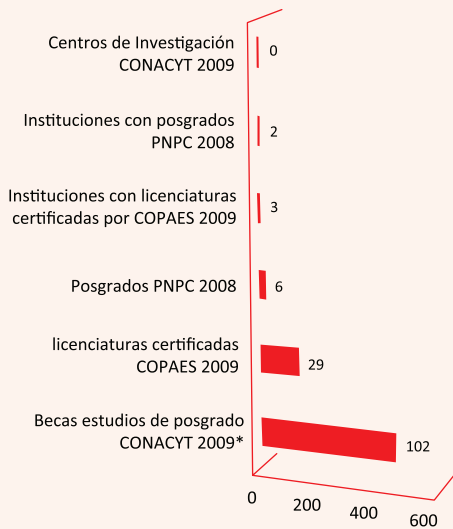 Centros de Investigación
CONACYT 2009
0
Instituciones con posgrados
PNPC 2008
2
Instituciones con licenciaturas
certificadas por COPAES 2009
3
Posgrados PNPC 2008
6
licenciaturas certificadas
COPAES 2009
29
Becas estudios de posgrado
CONACYT 2009*
102
0 200 400 600